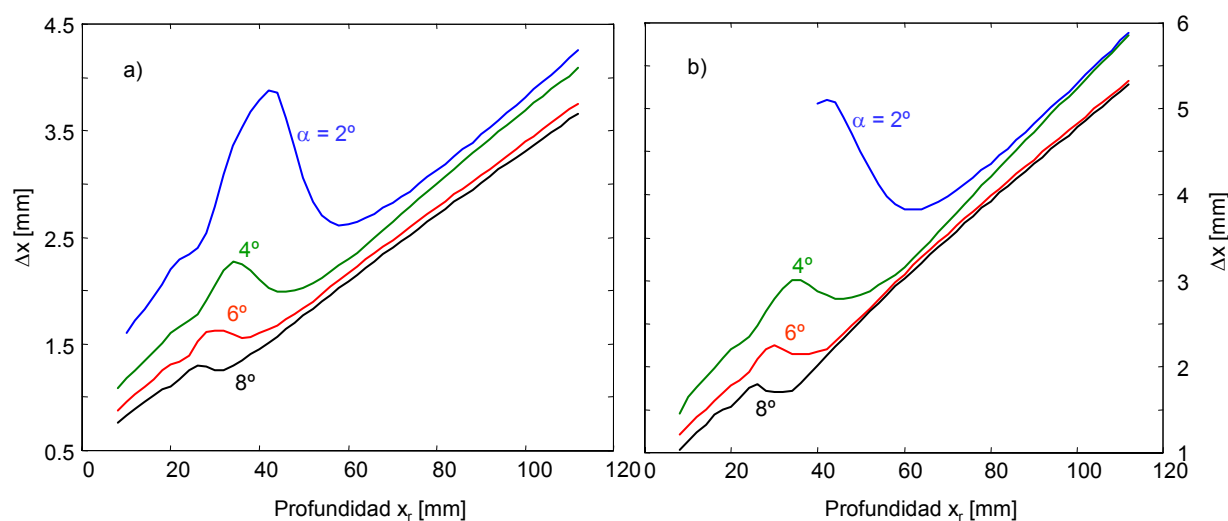 a)
α = 2º
4º
6º
8º
Δx [mm]
4.5
3.5
2.5
1.5
0.5
0 20 40 60 80 100 120
Profundidad xr [mm]
b)
α = 2º
4º
6º
8º
Δx [mm]
6
5
4
3
2
1
0 20 40 60 80 100 120
Profundidad xr [mm]